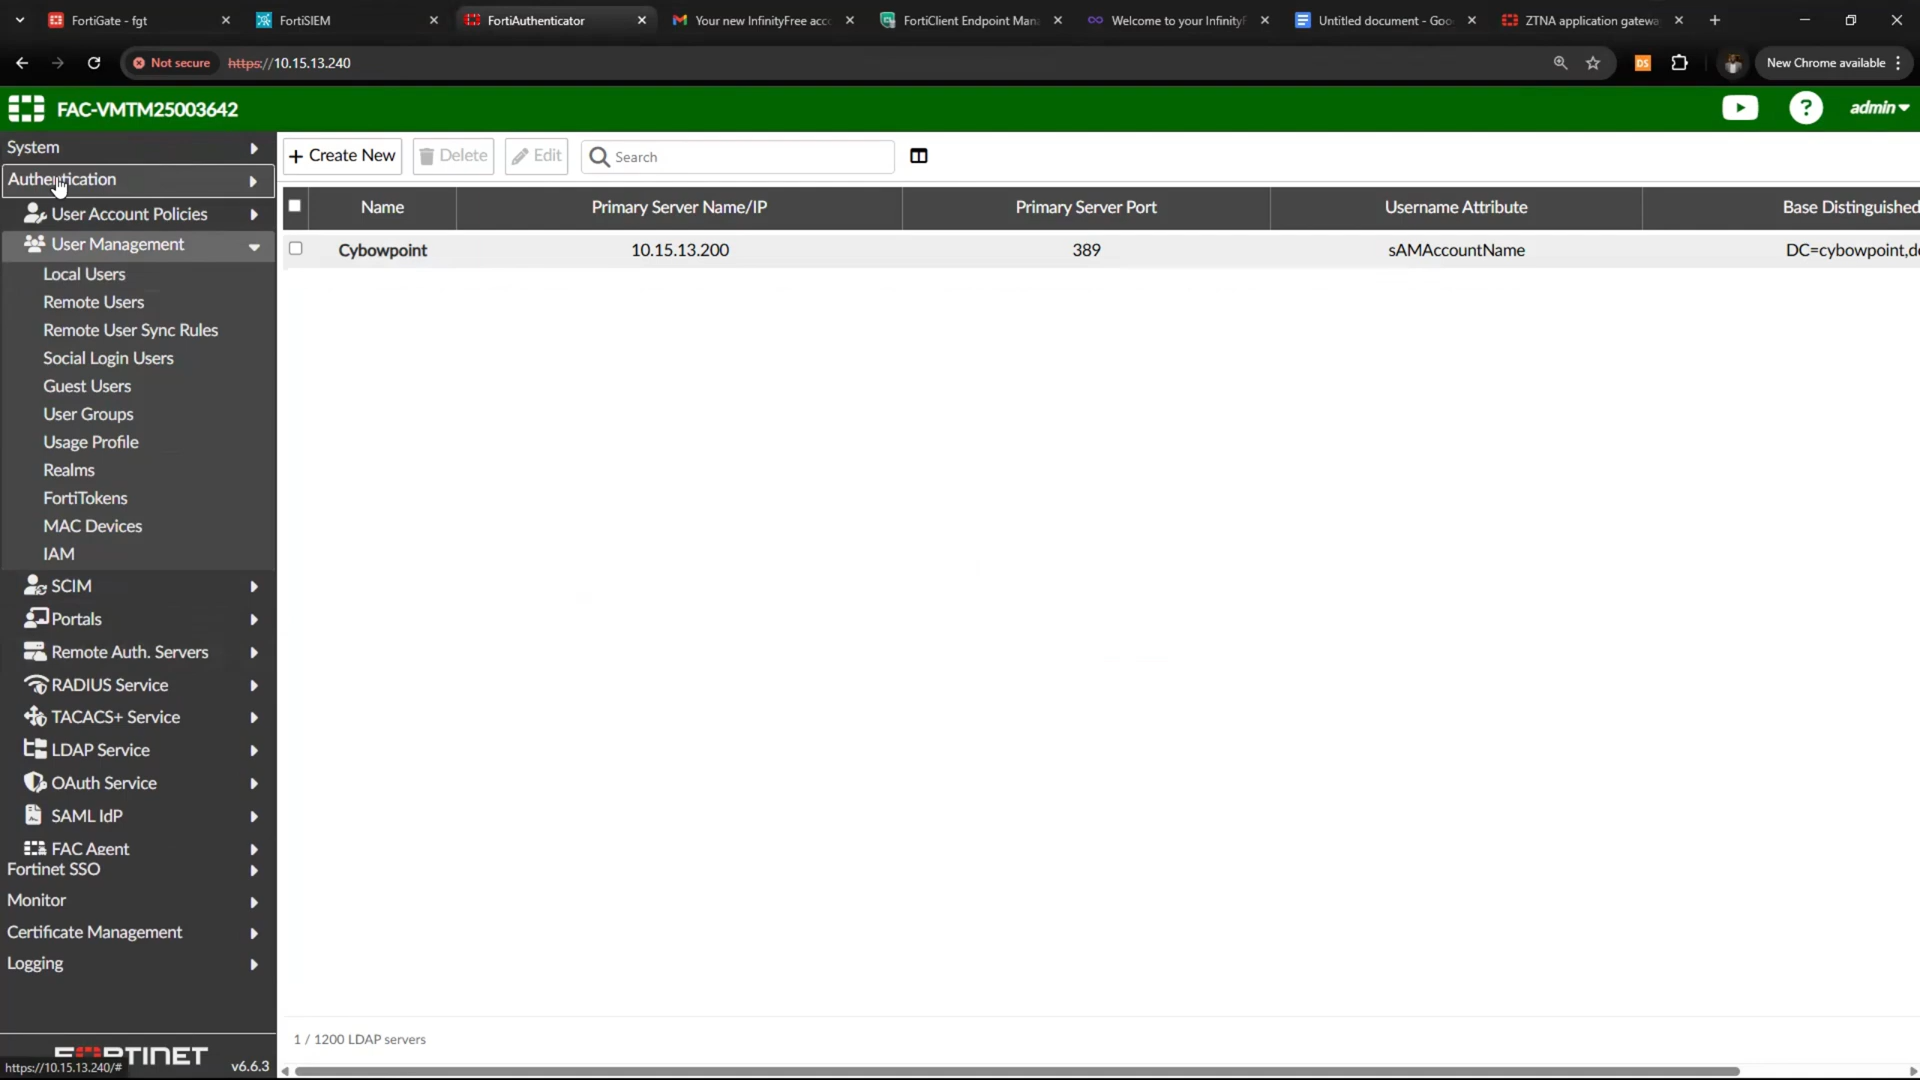 FortiGate - fgt
FortiSIEM
FortiAuthenticator
Your new InfinityFree acc
FortiClient Endpoint Mana
Welcome to your InfinityF
Untitled document - Goo
ZTNA application gatewa
Not secure
https://10.15.13.240
DS
New Chrome available
FAC-VMTM25003642
admin
System
Authentication
User Account Policies
User Management
Local Users
Remote Users
Remote User Sync Rules
Social Login Users
Guest Users
User Groups
Usage Profile
Realms
FortiTokens
MAC Devices
IAM
SCIM
Portals
Remote Auth. Servers
RADIUS Service
TACACS+ Service
LDAP Service
OAuth Service
SAML IdP
FAC Agent
Fortinet SSO
Monitor
Certificate Management
Logging
FORTINET
v6.6.3
https://10.15.13.240/#
+ Create New
Delete
Edit
Search
Name
Primary Server Name/IP
Primary Server Port
Username Attribute
Base Distinguished
Cybowpoint
10.15.13.200
389
sAMAccountName
DC=cybowpoint,d
1 / 1200 LDAP servers